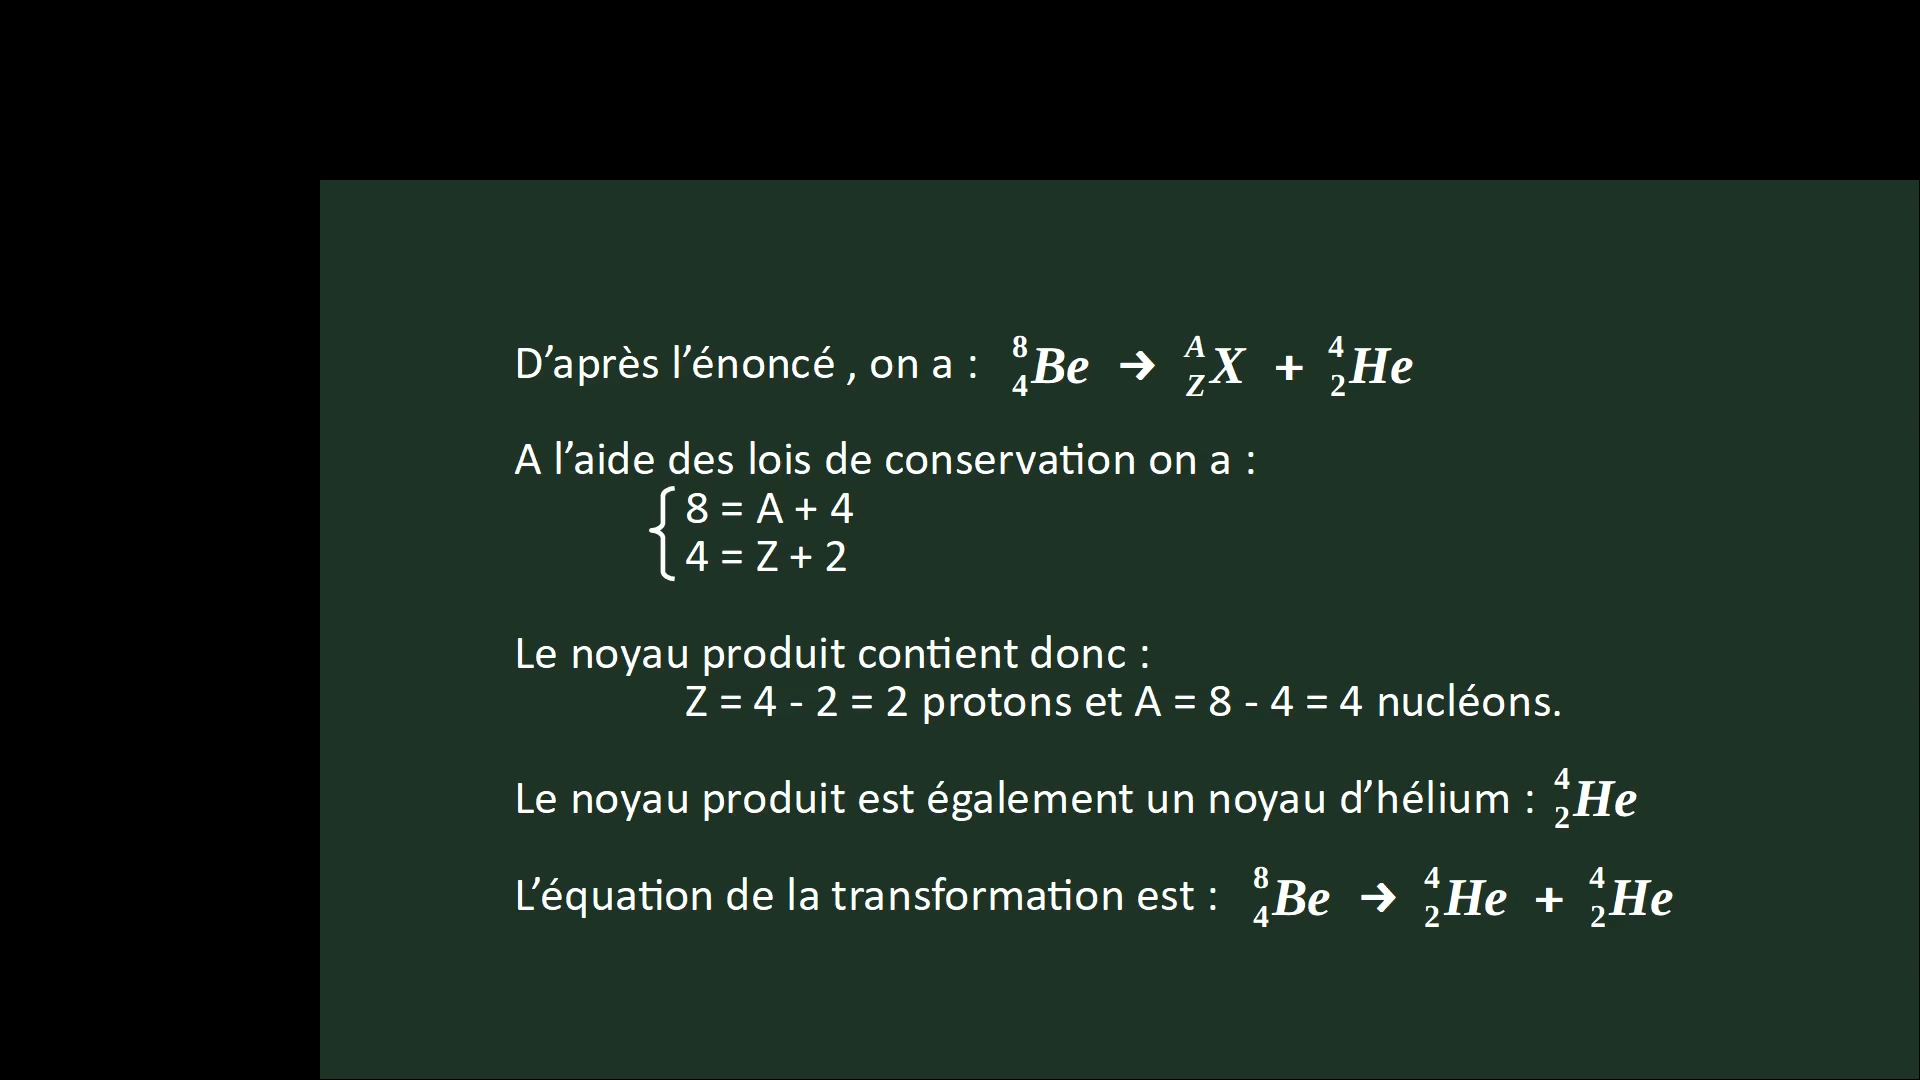 D’après l’énoncé , on a : ⁸₄Be → ᴬ_Z X + ⁴₂He
A l’aide des lois de conservation on a :
8 = A + 4
4 = Z + 2
Le noyau produit contient donc :
Z = 4 - 2 = 2 protons et A = 8 - 4 = 4 nucléons.
Le noyau produit est également un noyau d’hélium : ⁴₂He
L’équation de la transformation est : ⁸₄Be → ⁴₂He + ⁴₂He